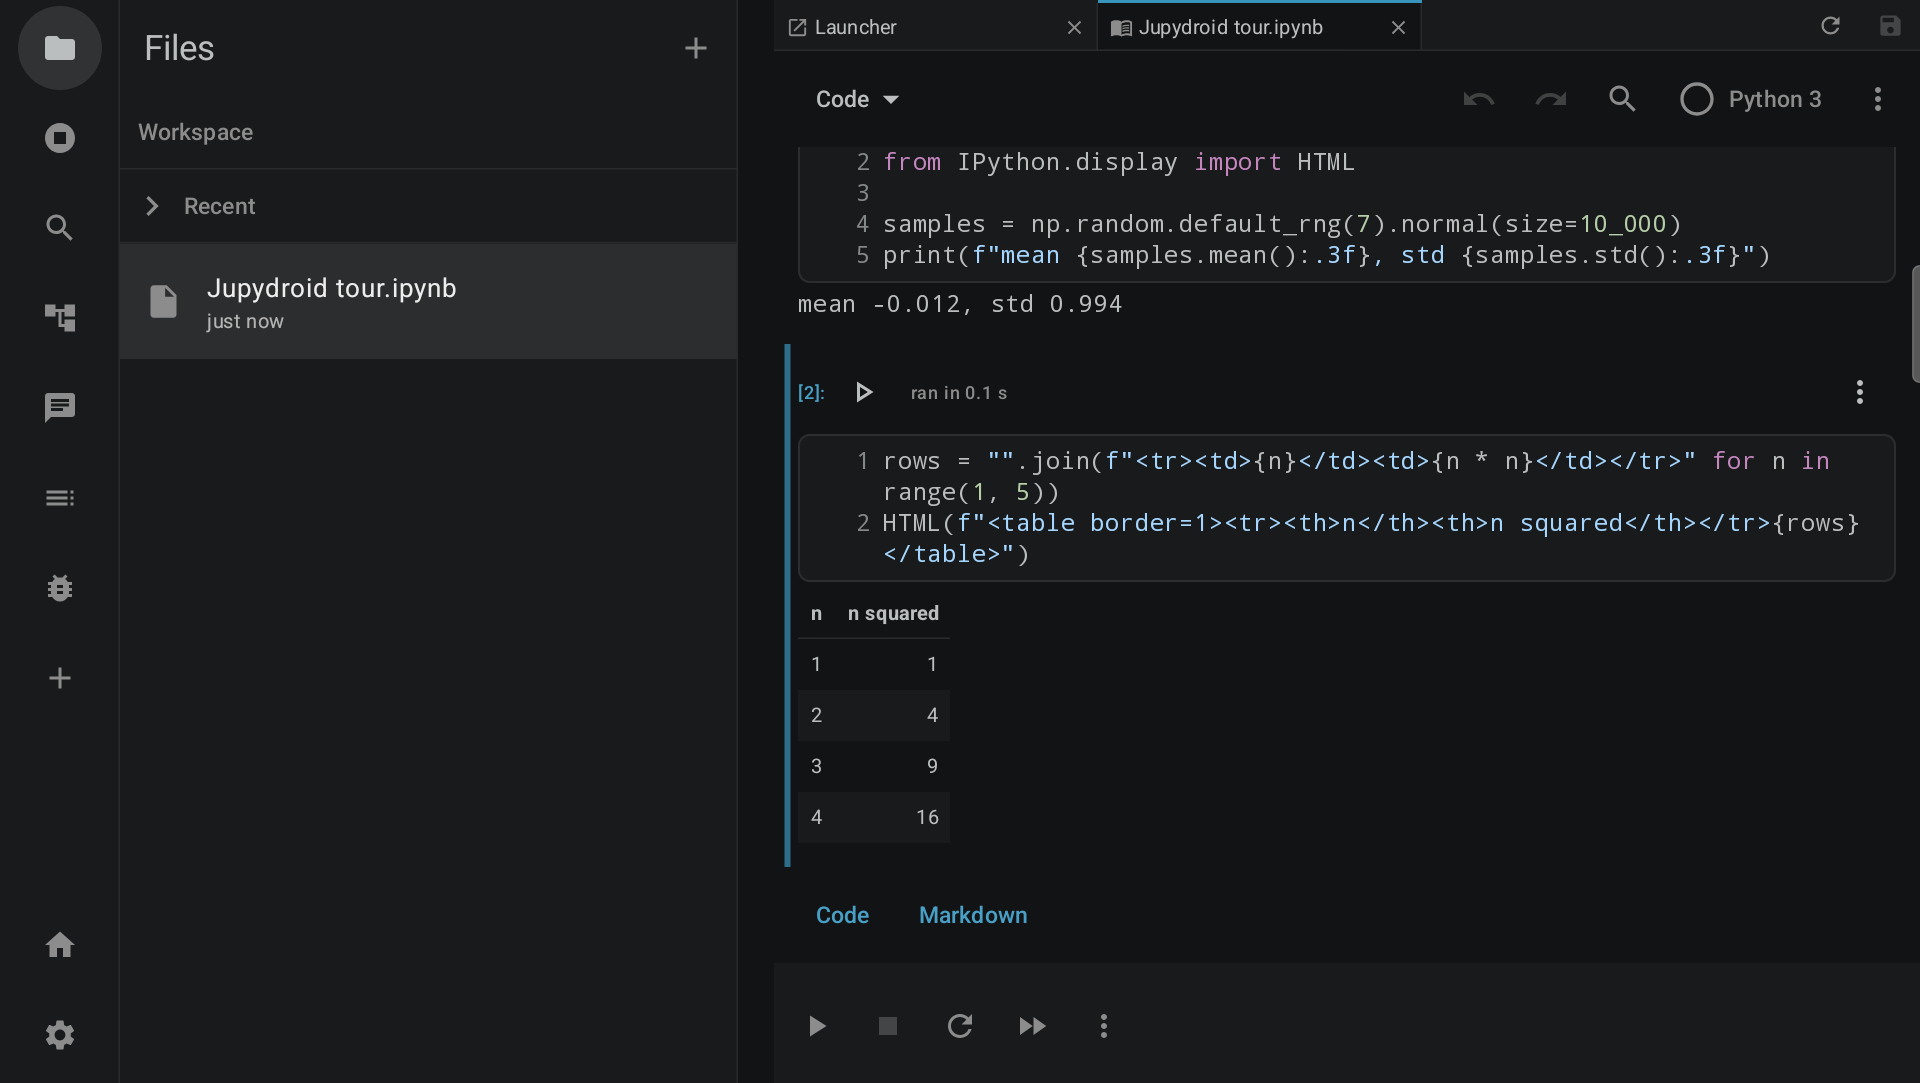 Files
Workspace
Recent
Jupydroid tour.ipynb
just now
Launcher
Jupydroid tour.ipynb
Code
Python 3
2 from IPython.display import HTML
3
4 samples = np.random.default_rng(7).normal(size=10_000)
5 print(f"mean {samples.mean():.3f}, std {samples.std():.3f}")
mean -0.012, std 0.994
[2]: ran in 0.1 s
1 rows = "".join(f"<tr><td>{n}</td><td>{n * n}</td></tr>" for n in
range(1, 5))
2 HTML(f"<table border=1><tr><th>n</th><th>n squared</th></tr>{rows}
</table>")
n n squared
1 1
2 4
3 9
4 16
Code Markdown